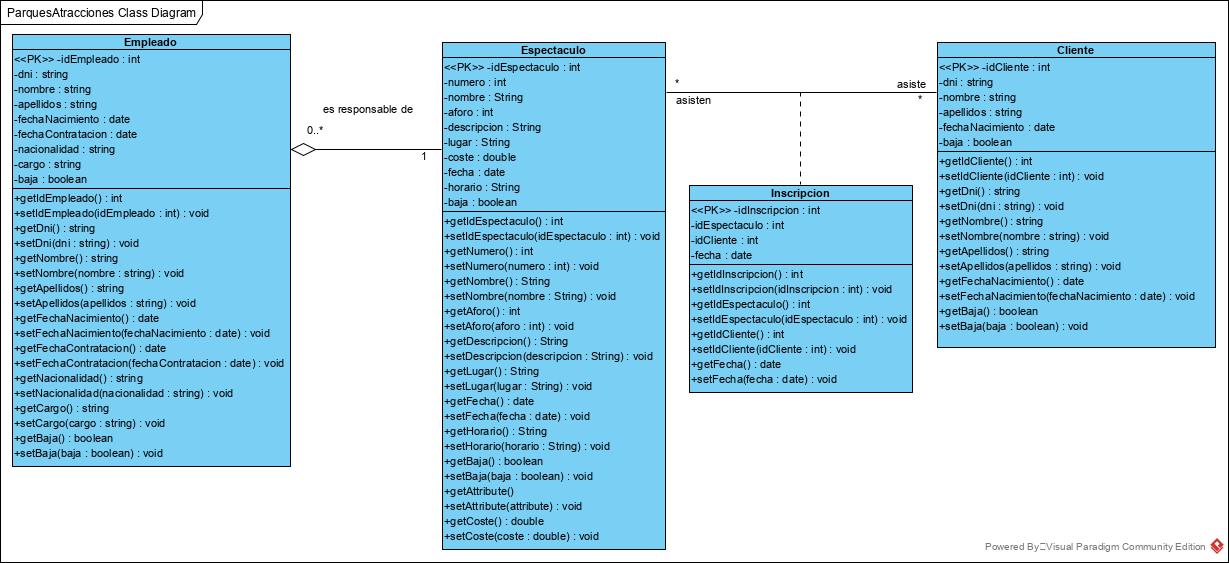 ParquesAtracciones Class Diagram
Empleado
<<PK>> -idEmpleado : int
-dni : string
-nombre : string
-apellidos : string
-fechaNacimiento : date
-fechaContratacion : date
-nacionalidad : string
-cargo : string
-baja : boolean
+getIdEmpleado() : int
+setIdEmpleado(idEmpleado : int) : void
+getDni() : string
+setDni(dni : string) : void
+getNombre() : string
+setNombre(nombre : string) : void
+getApellidos() : string
+setApellidos(apellidos : string) : void
+getFechaNacimiento() : date
+setFechaNacimiento(fechaNacimiento : date) : void
+getFechaContratacion() : date
+setFechaContratacion(fechaContratacion : date) : void
+getNacionalidad() : string
+setNacionalidad(nacionalidad : string) : void
+getCargo() : string
+setCargo(cargo : string) : void
+getBaja() : boolean
+setBaja(baja : boolean) : void
es responsable de
0..*
1
Espectaculo
<<PK>> -idEspectaculo : int
-numero : int
-nombre : String
-aforo : int
-descripcion : String
-lugar : String
-coste : double
-fecha : date
-horario : String
-baja : boolean
+getIdEspectaculo() : int
+setIdEspectaculo(idEspectaculo : int) : void
+getNumero() : int
+setNumero(numero : int) : void
+getNombre() : String
+setNombre(nombre : String) : void
+getAforo() : int
+setAforo(aforo : int) : void
+getDescripcion() : String
+setDescripcion(descripcion : String) : void
+getLugar() : String
+setLugar(lugar : String) : void
+getFecha() : date
+setFecha(fecha : date) : void
+getHorario() : String
+setHorario(horario : String) : void
+getBaja() : boolean
+setBaja(baja : boolean) : void
+getAttribute()
+setAttribute(attribute) : void
+getCoste() : double
+setCoste(coste : double) : void
*
asisten
asiste
*
Inscripcion
<<PK>> -idInscripcion : int
-idEspectaculo : int
-idCliente : int
-fecha : date
+getIdInscripcion() : int
+setIdInscripcion(idInscripcion : int) : void
+getIdEspectaculo() : int
+setIdEspectaculo(idEspectaculo : int) : void
+getIdCliente() : int
+setIdCliente(idCliente : int) : void
+getFecha() : date
+setFecha(fecha : date) : void
Cliente
<<PK>> -idCliente : int
-dni : string
-nombre : string
-apellidos : string
-fechaNacimiento : date
-baja : boolean
+getIdCliente() : int
+setIdCliente(idCliente : int) : void
+getDni() : string
+setDni(dni : string) : void
+getNombre() : string
+setNombre(nombre : string) : void
+getApellidos() : string
+setApellidos(apellidos : string) : void
+getFechaNacimiento() : date
+setFechaNacimiento(fechaNacimiento : date) : void
+getBaja() : boolean
+setBaja(baja : boolean) : void
Powered By Visual Paradigm Community Edition